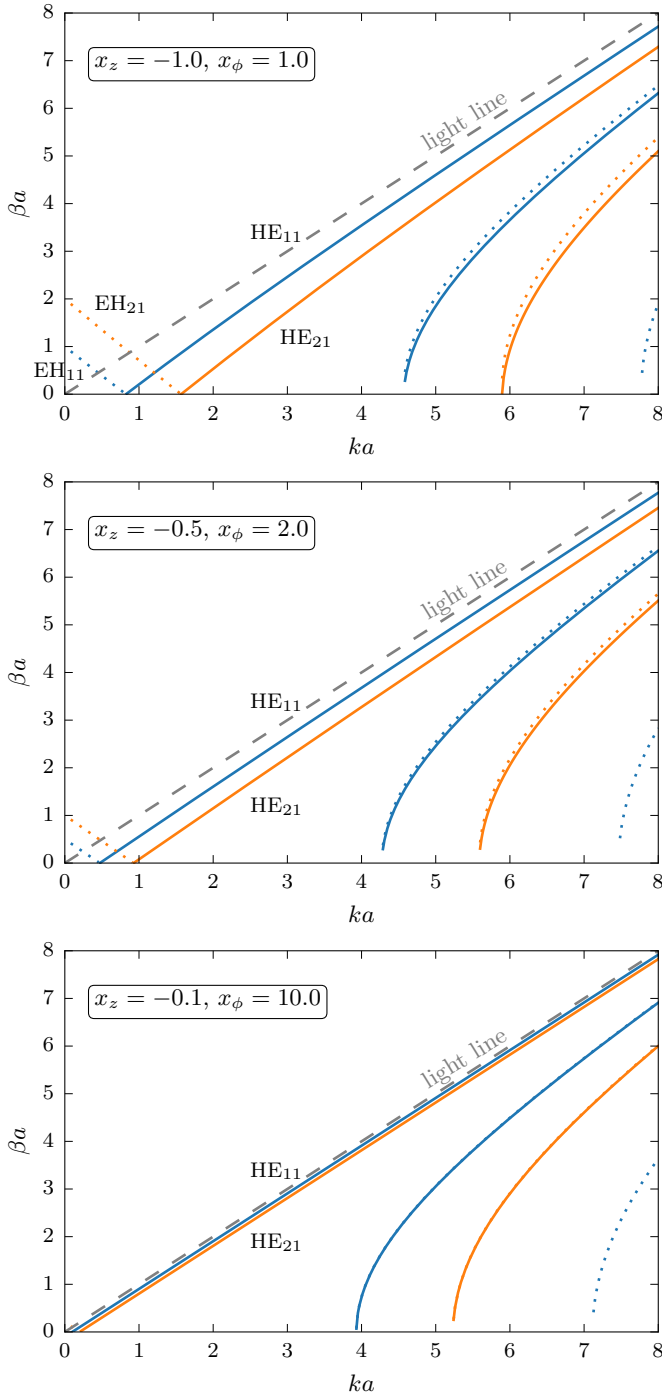 8
7
6
5
4
3
2
1
0
βa
x_z = −1.0, x_ϕ = 1.0
light line
HE₁₁
EH₂₁
HE₂₁
EH₁₁
0 1 2 3 4 5 6 7 8
ka
8
7
6
5
4
3
2
1
0
βa
x_z = −0.5, x_ϕ = 2.0
light line
HE₁₁
HE₂₁
0 1 2 3 4 5 6 7 8
ka
8
7
6
5
4
3
2
1
0
βa
x_z = −0.1, x_ϕ = 10.0
light line
HE₁₁
HE₂₁
0 1 2 3 4 5 6 7 8
ka